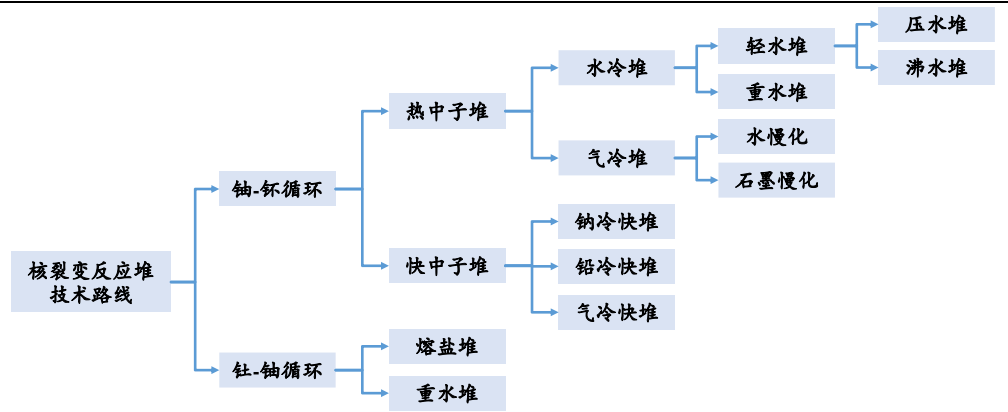 核裂变反应堆
技术路线
铀-钚循环
钍-铀循环
热中子堆
快中子堆
熔盐堆
重水堆
水冷堆
气冷堆
钠冷快堆
铅冷快堆
气冷快堆
轻水堆
重水堆
水慢化
石墨慢化
压水堆
沸水堆